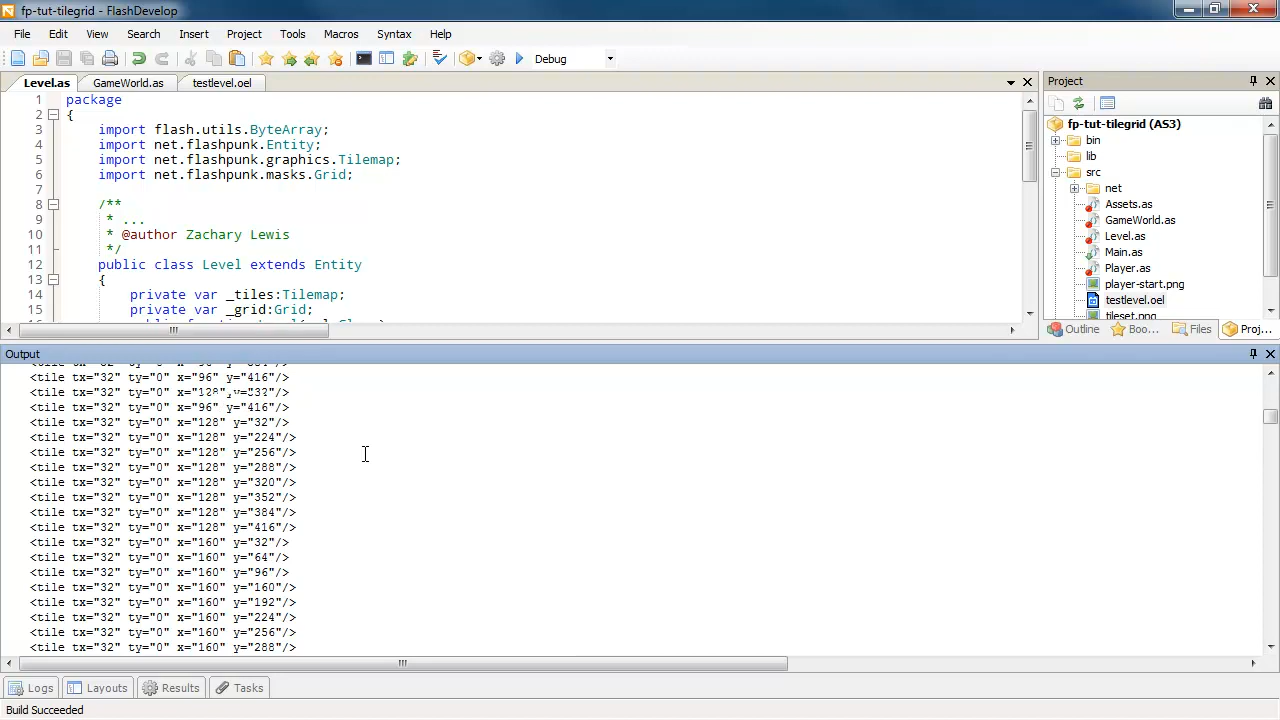 fp-tut-tilegrid - FlashDevelop
File Edit View Search Insert Project Tools Macros Syntax Help
Debug
Level.as GameWorld.as testlevel.oel
1 package
2 {
3 import flash.utils.ByteArray;
4 import net.flashpunk.Entity;
5 import net.flashpunk.graphics.Tilemap;
6 import net.flashpunk.masks.Grid;
7
8 /**
9 * ...
10 * @author Zachary Lewis
11 */
12 public class Level extends Entity
13 {
14 private var _tiles:Tilemap;
15 private var _grid:Grid;
Project
fp-tut-tilegrid (AS3)
bin
lib
src
net
Assets.as
GameWorld.as
Level.as
Main.as
Player.as
player-start.png
testlevel.oel
tileset.png
Outline Boo... Files Proj...
Output
<tile tx="32" ty="0" x="96" y="416"/>
<tile tx="32" ty="0" x="96" y="416"/>
<tile tx="32" ty="0" x="128" y="32"/>
<tile tx="32" ty="0" x="128" y="224"/>
<tile tx="32" ty="0" x="128" y="256"/>
<tile tx="32" ty="0" x="128" y="288"/>
<tile tx="32" ty="0" x="128" y="320"/>
<tile tx="32" ty="0" x="128" y="352"/>
<tile tx="32" ty="0" x="128" y="384"/>
<tile tx="32" ty="0" x="128" y="416"/>
<tile tx="32" ty="0" x="160" y="32"/>
<tile tx="32" ty="0" x="160" y="64"/>
<tile tx="32" ty="0" x="160" y="96"/>
<tile tx="32" ty="0" x="160" y="160"/>
<tile tx="32" ty="0" x="160" y="192"/>
<tile tx="32" ty="0" x="160" y="224"/>
<tile tx="32" ty="0" x="160" y="256"/>
<tile tx="32" ty="0" x="160" y="288"/>
Logs Layouts Results Tasks
Build Succeeded